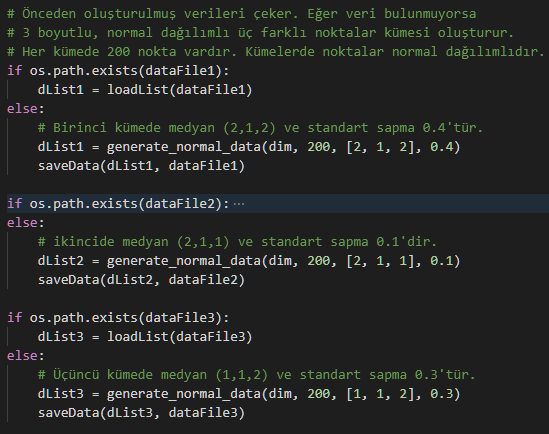 # Önceden oluşturulmuş verileri çeker. Eğer veri bulunmuyorsa
# 3 boyutlu, normal dağılımlı üç farklı noktalar kümesi oluşturur.
# Her kümede 200 nokta vardır. Kümelerde noktalar normal dağılımlıdır.
if os.path.exists(dataFile1):
    dList1 = loadList(dataFile1)
else:
    # Birinci kümede medyan (2,1,2) ve standart sapma 0.4'tür.
    dList1 = generate_normal_data(dim, 200, [2, 1, 2], 0.4)
    saveData(dList1, dataFile1)
if os.path.exists(dataFile2):⋯
else:
    # ikincide medyan (2,1,1) ve standart sapma 0.1'dir.
    dList2 = generate_normal_data(dim, 200, [2, 1, 1], 0.1)
    saveData(dList2, dataFile2)
if os.path.exists(dataFile3):
    dList3 = loadList(dataFile3)
else:
    # Üçüncü kümede medyan (1,1,2) ve standart sapma 0.3'tür.
    dList3 = generate_normal_data(dim, 200, [1, 1, 2], 0.3)
    saveData(dList3, dataFile3)